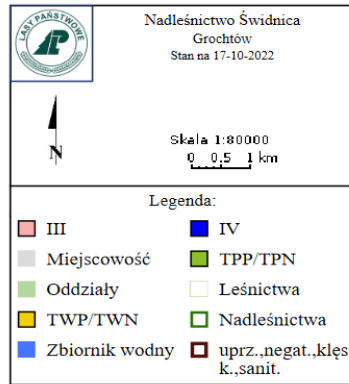 LASY PAŃSTWOWE
Nadleśnictwo Świdnica
Grochtów
Stan na 17-10-2022
N
Skala 1:80000
0 0.5 1 km
Legenda:
III
IV
Miejscowość
TPP/TPN
Oddziały
Leśnictwa
TWP/TWN
Nadleśnictwa
Zbiornik wodny
uprz.,negat.,klęs
k.,sanit.